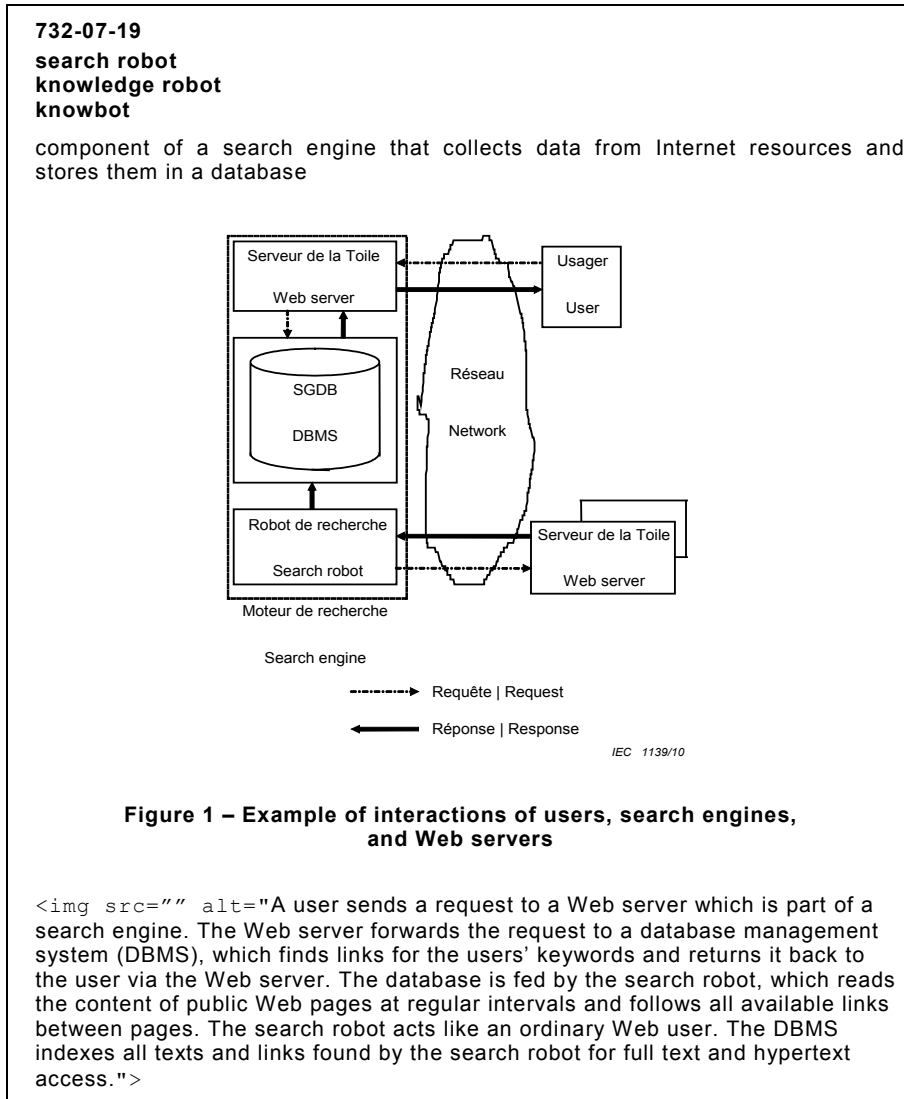 732-07-19
search robot
knowledge robot
knowbot
component of a search engine that collects data from Internet resources and
stores them in a database
Serveur de la Toile
Web server
Usager
User
SGDB
DBMS
Réseau
Network
Robot de recherche
Search robot
Serveur de la Toile
Web server
Moteur de recherche
Search engine
Requête | Request
Réponse | Response
IEC 1139/10
Figure 1 – Example of interactions of users, search engines,
and Web servers
<img src="" alt="A user sends a request to a Web server which is part of a
search engine. The Web server forwards the request to a database management
system (DBMS), which finds links for the users’ keywords and returns it back to
the user via the Web server. The database is fed by the search robot, which reads
the content of public Web pages at regular intervals and follows all available links
between pages. The search robot acts like an ordinary Web user. The DBMS
indexes all texts and links found by the search robot for full text and hypertext
access.">